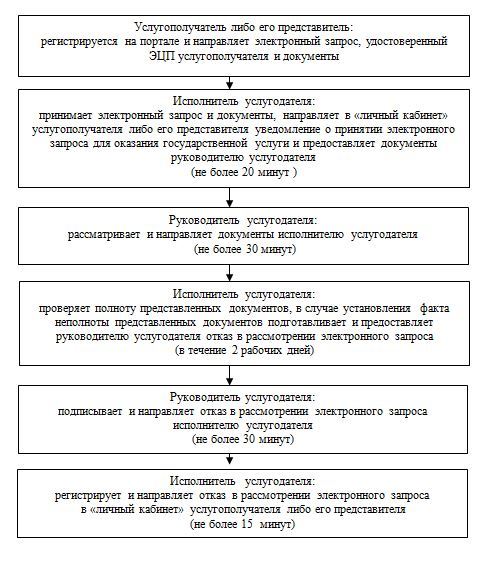 Услугополучатель либо его представитель:
регистрируется на портале и направляет электронный запрос, удостоверенный
ЭЦП услугополучателя и документы
Исполнитель услугодателя:
принимает электронный запрос и документы, направляет в «личный кабинет»
услугополучателя либо его представителя уведомление о принятии электронного
запроса для оказания государственной услуги и предоставляет документы
руководителю услугодателя
(не более 20 минут )
Руководитель услугодателя:
рассматривает и направляет документы исполнителю услугодателя
(не более 30 минут)
Исполнитель услугодателя:
проверяет полноту представленных документов, в случае установления факта
неполноты представленных документов подготавливает и предоставляет
руководителю услугодателя отказ в рассмотрении электронного запроса
(в течение 2 рабочих дней)
Руководитель услугодателя:
подписывает и направляет отказ в рассмотрении электронного запроса
исполнителю услугодателя
(не более 30 минут)
Исполнитель услугодателя:
регистрирует и направляет отказ в рассмотрении электронного запроса
в «личный кабинет» услугополучателя либо его представителя
(не более 15 минут)